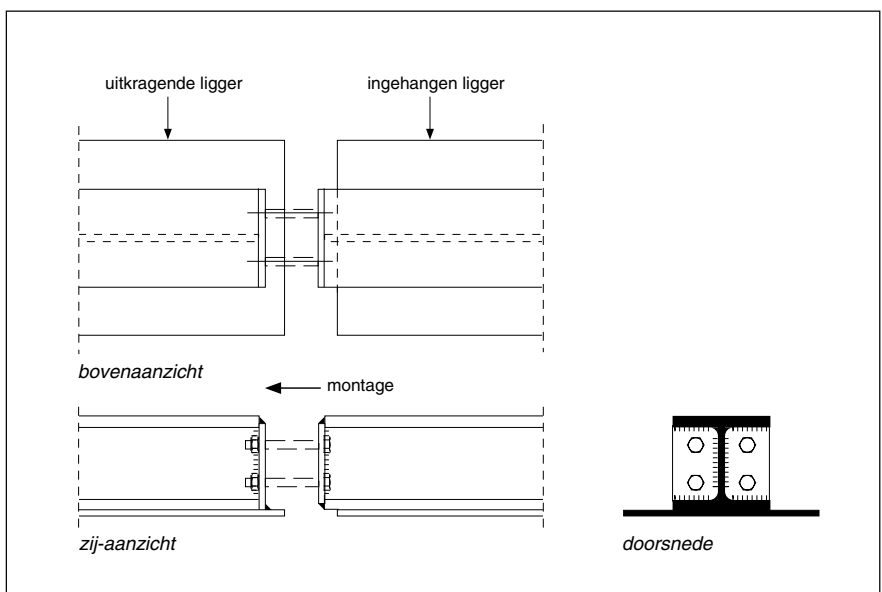 uitkragende ligger
ingehangen ligger
bovenaanzicht
montage
zij-aanzicht
doorsnede